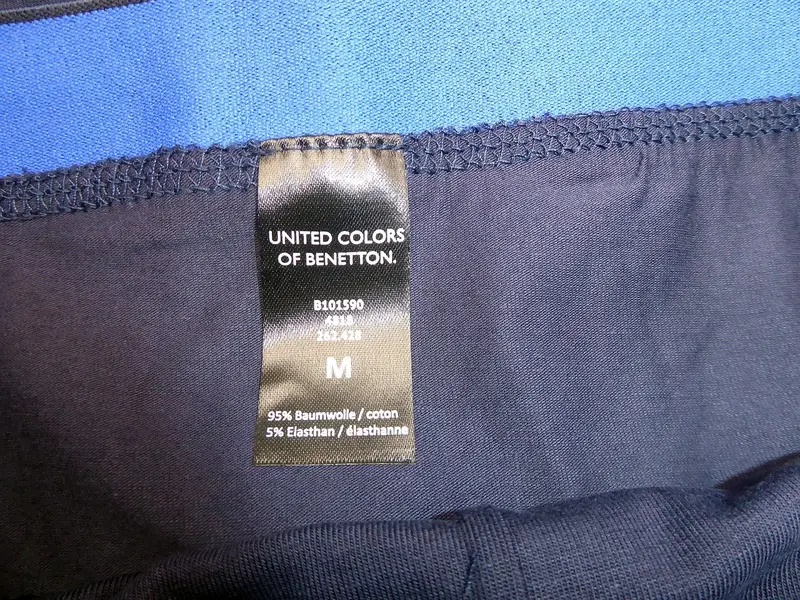 UNITED COLORS
OF BENETTON.
B101590
4818
262.428
M
95% Baumwolle / coton
5% Elasthan / élasthanne